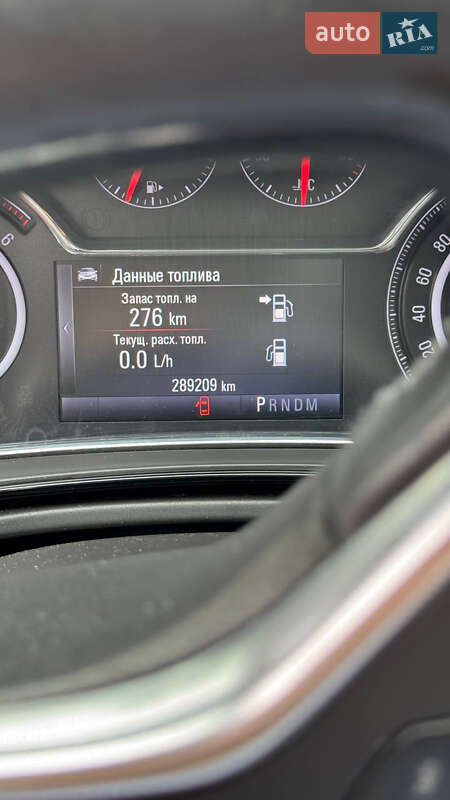 auto RIA
.com
C
6
80
60
40
20
Данные топлива
Запас топл. на
276 km
Текущ. расх. топл.
0.0 L/h
289209 km
PRNDM